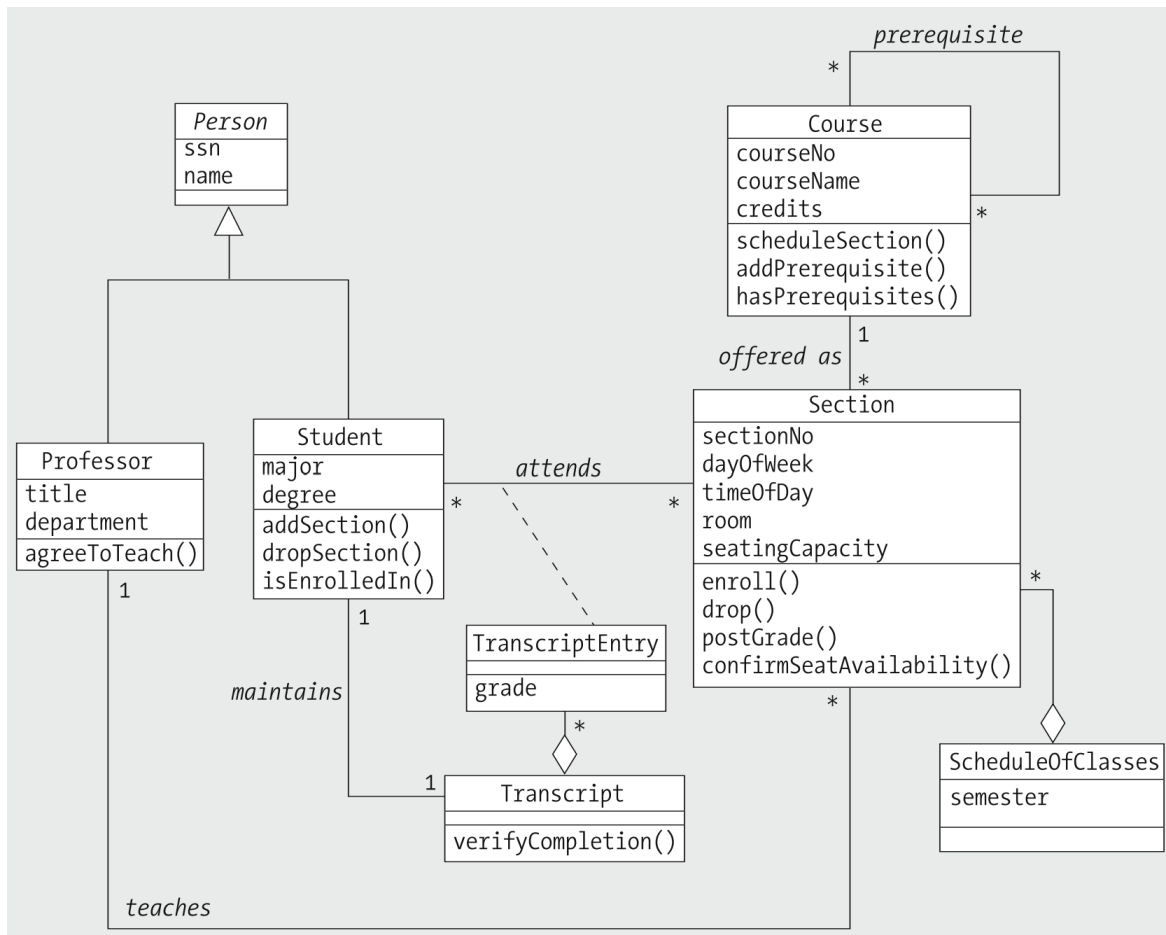 prerequisite
*
Person
ssn
name
Course
courseNo
courseName
credits
*
scheduleSection()
addPrerequisite()
hasPrerequisites()
1
offered as
*
Section
sectionNo
dayOfWeek
timeOfDay
room
seatingCapacity
enroll()
drop()
postGrade()
confirmSeatAvailability()
Student
major
degree
addSection()
dropSection()
isEnrolledIn()
attends
*
*
Professor
title
department
agreeToTeach()
1
1
*
TranscriptEntry
grade
maintains
*
*
1
Transcript
verifyCompletion()
ScheduleOfClasses
semester
teaches